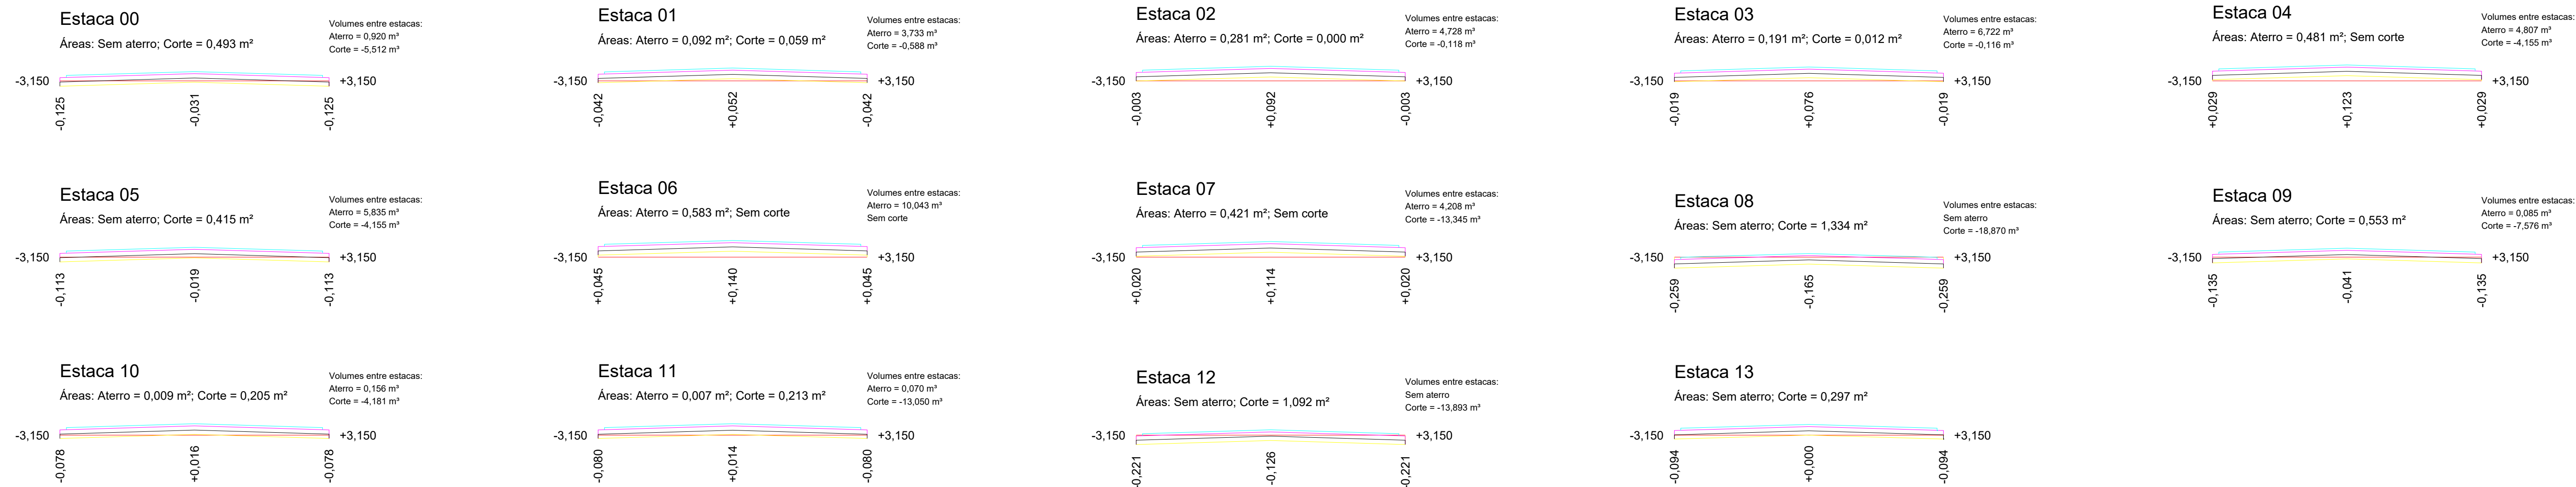 Estaca 00
Áreas: Sem aterro; Corte = 0,493 m²
Volumes entre estacas:
Aterro = 0,920 m³
Corte = -5,512 m³
-3,150
+3,150
-0,125
-0,031
-0,125
Estaca 01
Áreas: Aterro = 0,092 m²; Corte = 0,059 m²
Volumes entre estacas:
Aterro = 3,733 m³
Corte = -0,588 m³
-3,150
+3,150
-0,042
+0,052
-0,042
Estaca 02
Áreas: Aterro = 0,281 m²; Corte = 0,000 m²
Volumes entre estacas:
Aterro = 4,728 m³
Corte = -0,118 m³
-3,150
+3,150
-0,003
+0,092
-0,003
Estaca 03
Áreas: Aterro = 0,191 m²; Corte = 0,012 m²
Volumes entre estacas:
Aterro = 6,722 m³
Corte = -0,116 m³
-3,150
+3,150
-0,019
+0,076
-0,019
Estaca 04
Áreas: Aterro = 0,481 m²; Sem corte
Volumes entre estacas:
Aterro = 4,807 m³
Corte = -4,155 m³
-3,150
+3,150
+0,029
+0,123
+0,029
Estaca 05
Áreas: Sem aterro; Corte = 0,415 m²
Volumes entre estacas:
Aterro = 5,835 m³
Corte = -4,155 m³
-3,150
+3,150
-0,113
-0,019
-0,113
Estaca 06
Áreas: Aterro = 0,583 m²; Sem corte
Volumes entre estacas:
Aterro = 10,043 m³
Sem corte
-3,150
+3,150
+0,045
+0,140
+0,045
Estaca 07
Áreas: Aterro = 0,421 m²; Sem corte
Volumes entre estacas:
Aterro = 4,208 m³
Corte = -13,345 m³
-3,150
+3,150
+0,020
+0,114
+0,020
Estaca 08
Áreas: Sem aterro; Corte = 1,334 m²
Volumes entre estacas:
Sem aterro
Corte = -18,870 m³
-3,150
+3,150
-0,259
-0,165
-0,259
Estaca 09
Áreas: Sem aterro; Corte = 0,553 m²
Volumes entre estacas:
Aterro = 0,085 m³
Corte = -7,576 m³
-3,150
+3,150
-0,135
-0,041
-0,135
Estaca 10
Áreas: Aterro = 0,009 m²; Corte = 0,205 m²
Volumes entre estacas:
Aterro = 0,156 m³
Corte = -4,181 m³
-3,150
+3,150
-0,078
+0,016
-0,078
Estaca 11
Áreas: Aterro = 0,007 m²; Corte = 0,213 m²
Volumes entre estacas:
Aterro = 0,070 m³
Corte = -13,050 m³
-3,150
+3,150
-0,080
+0,014
-0,080
Estaca 12
Áreas: Sem aterro; Corte = 1,092 m²
Volumes entre estacas:
Sem aterro
Corte = -13,893 m³
-3,150
+3,150
-0,221
-0,126
-0,221
Estaca 13
Áreas: Sem aterro; Corte = 0,297 m²
-3,150
+3,150
-0,094
+0,000
-0,094